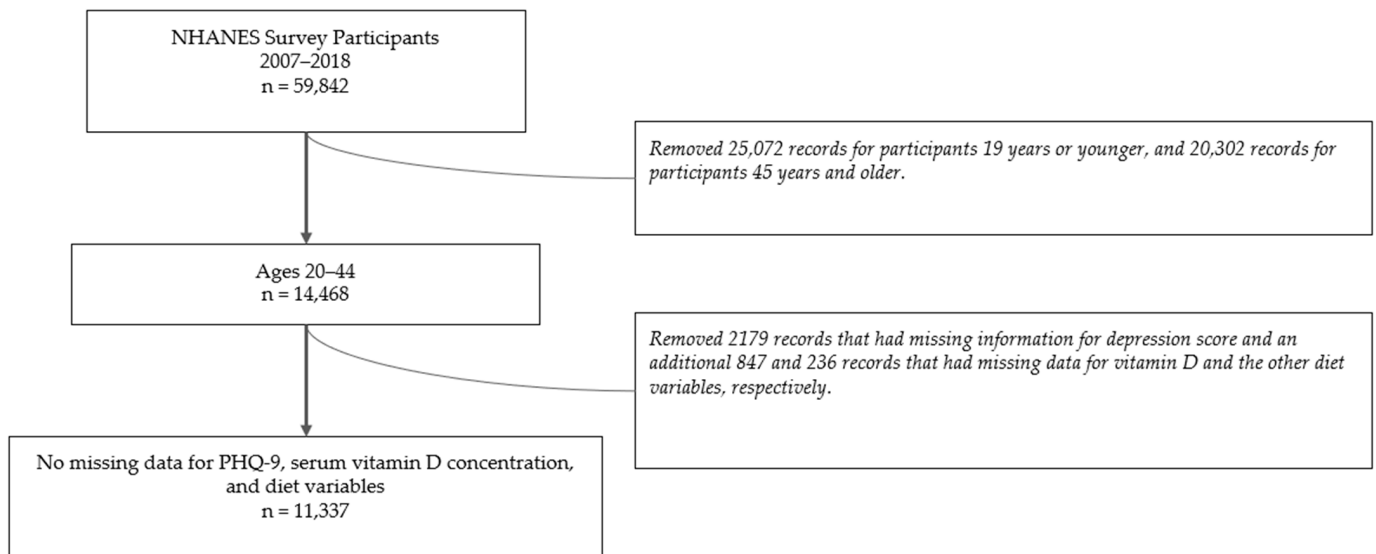 NHANES Survey Participants
2007–2018
n = 59,842
Removed 25,072 records for participants 19 years or younger, and 20,302 records for
participants 45 years and older.
Ages 20–44
n = 14,468
Removed 2179 records that had missing information for depression score and an
additional 847 and 236 records that had missing data for vitamin D and the other diet
variables, respectively.
No missing data for PHQ-9, serum vitamin D concentration,
and diet variables
n = 11,337